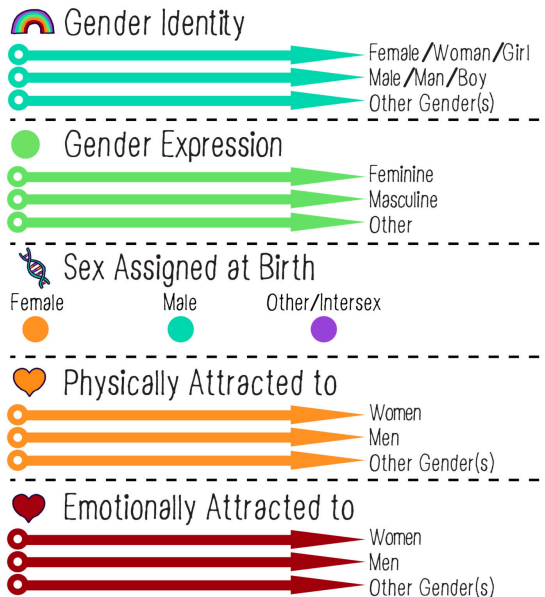 Gender Identity
Female/Woman/Girl
Male/Man/Boy
Other Gender(s)
Gender Expression
Feminine
Masculine
Other
Sex Assigned at Birth
Female Male Other/Intersex
Physically Attracted to
Women
Men
Other Gender(s)
Emotionally Attracted to
Women
Men
Other Gender(s)